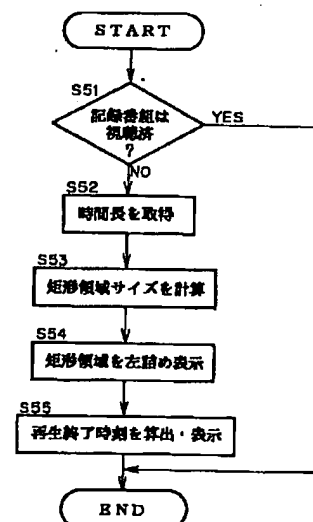 START
S51
記録番組は
視聴済
?
YES
NO
S52
時間長を取得
S53
矩形領域サイズを計算
S54
矩形領域を左詰め表示
S55
再生終了時刻を算出・表示
END